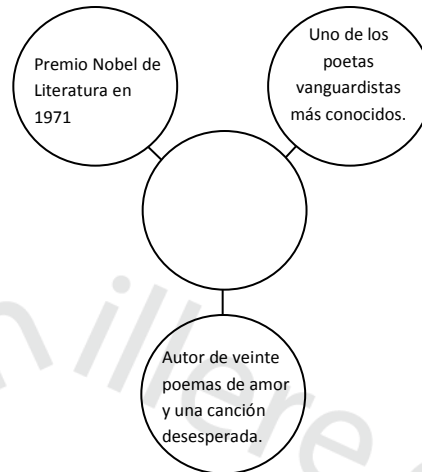 Premio Nobel de
Literatura en
1971
Uno de los
poetas
vanguardistas
más conocidos.
Autor de veinte
poemas de amor
y una canción
desesperada.